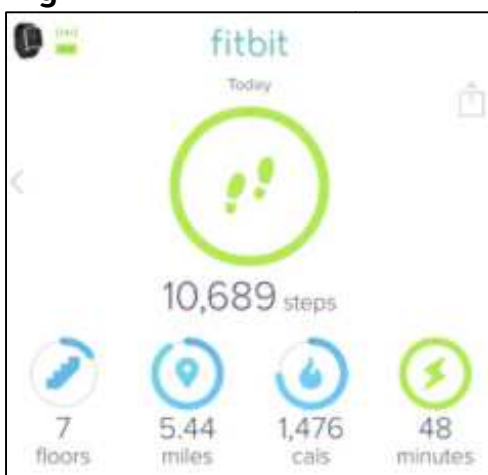 fitbit
Today
10,689 steps
7
5.44
1,476
48
floors
miles
cals
minutes